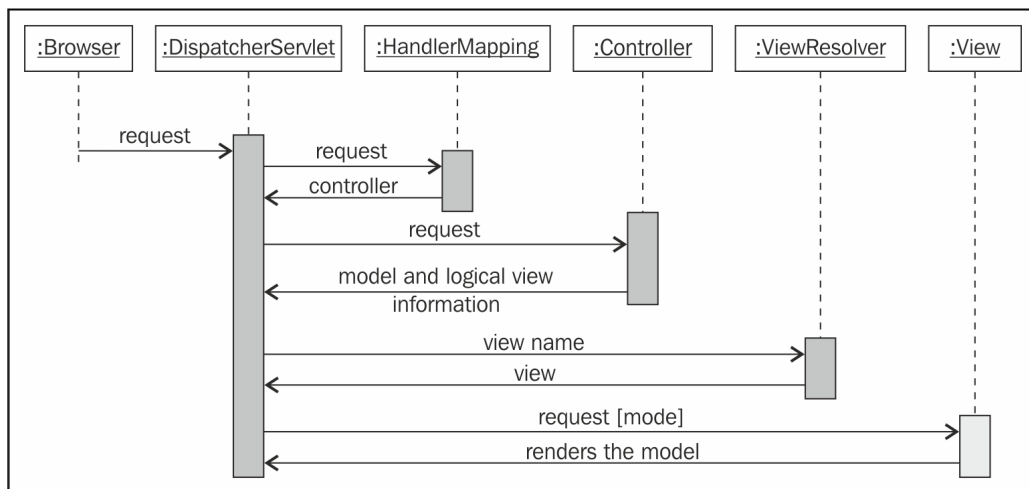 :Browser
:DispatcherServlet
:HandlerMapping
:Controller
:ViewResolver
:View
request
request
controller
request
model and logical view
information
view name
view
request [mode]
renders the model